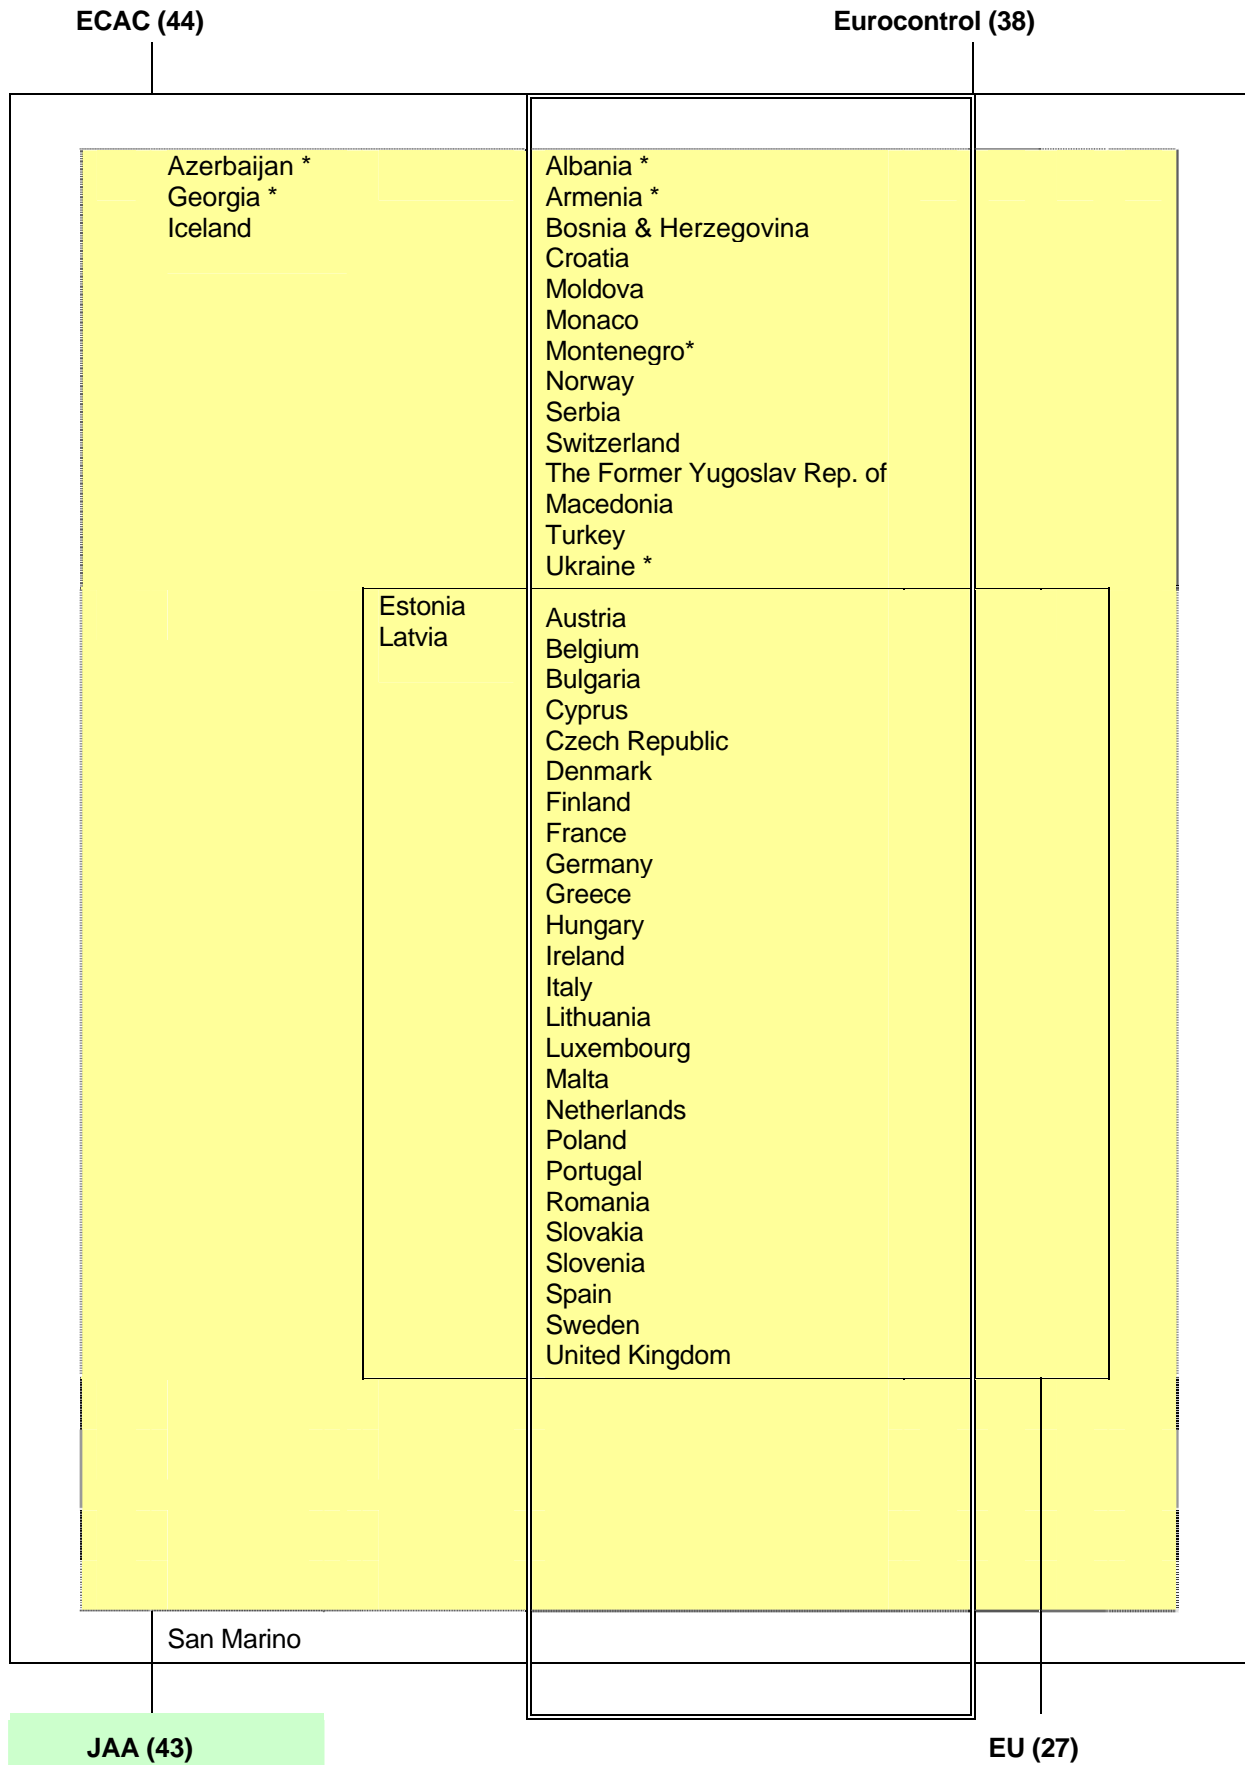 ECAC (44)
Eurocontrol (38)
Azerbaijan *
Georgia *
Iceland
Albania *
Armenia *
Bosnia & Herzegovina
Croatia
Moldova
Monaco
Montenegro*
Norway
Serbia
Switzerland
The Former Yugoslav Rep. of
Macedonia
Turkey
Ukraine *
Estonia
Latvia
Austria
Belgium
Bulgaria
Cyprus
Czech Republic
Denmark
Finland
France
Germany
Greece
Hungary
Ireland
Italy
Lithuania
Luxembourg
Malta
Netherlands
Poland
Portugal
Romania
Slovakia
Slovenia
Spain
Sweden
United Kingdom
San Marino
JAA (43)
EU (27)